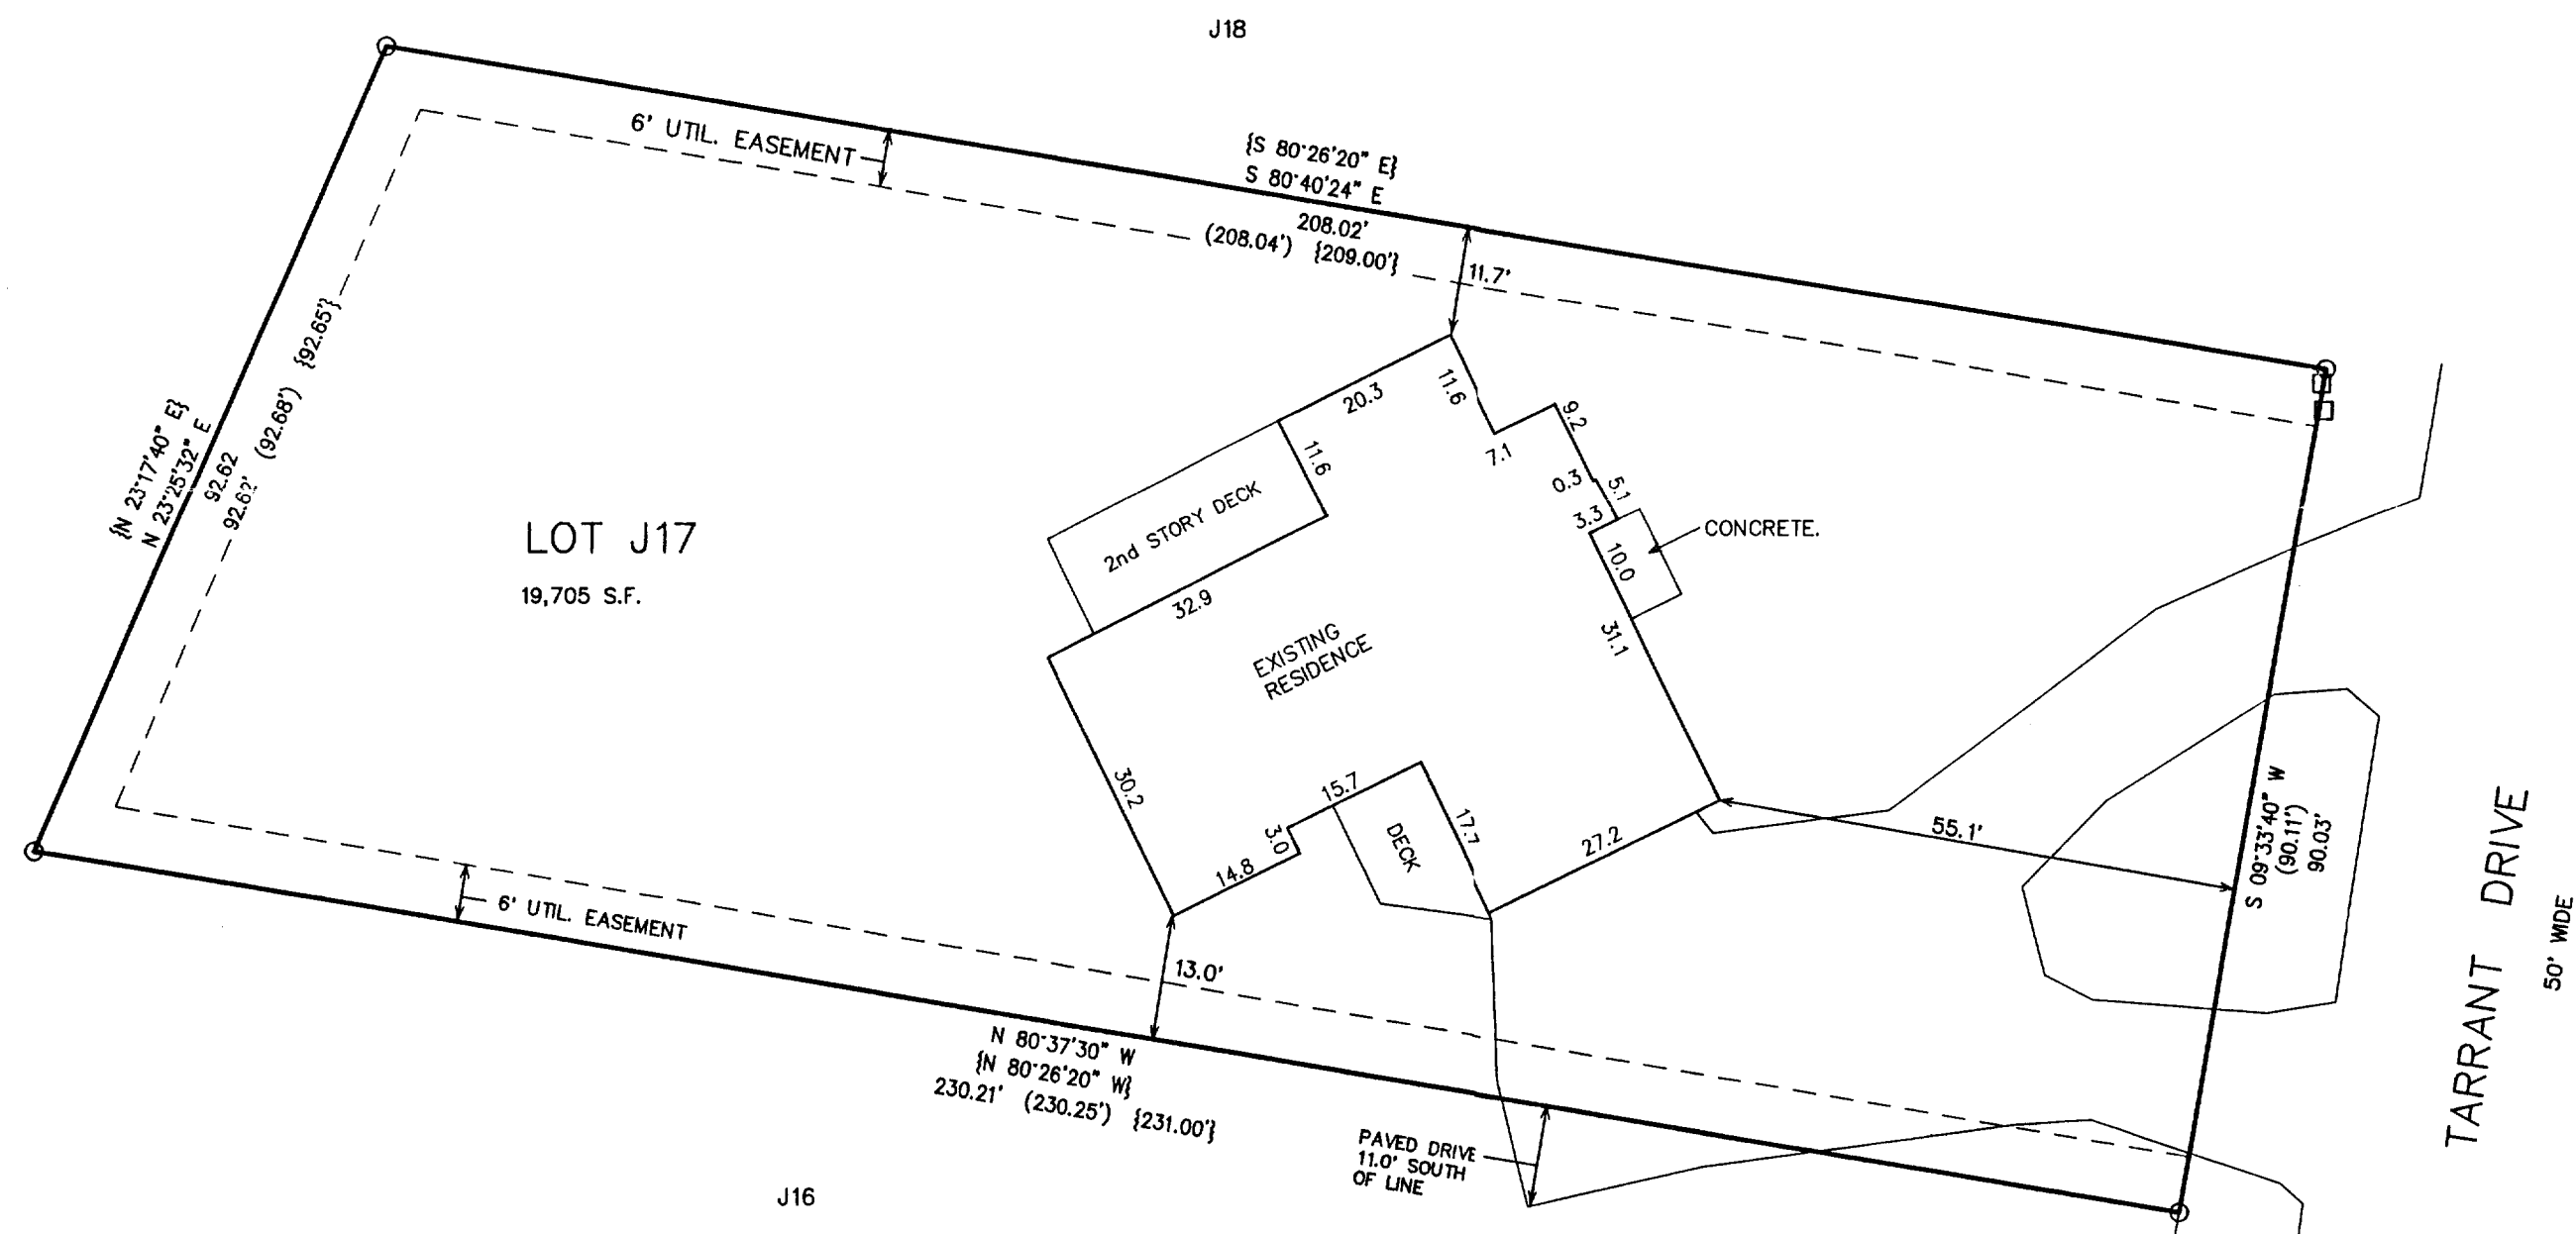 J18
6' UTIL. EASEMENT
{S 80°26'20" E}
S 80°40'24" E
208.02'
(208.04') {209.00'}
11.7'
{N 23°17'40" E}
N 23°25'32" E
92.62
92.62' (92.68') {92.65'}
LOT J17
19,705 S.F.
20.3
11.6
11.6
7.1
9.2
0.3
5.1
3.3
10.0
CONCRETE.
2nd STORY DECK
32.9
31.1
EXISTING
RESIDENCE
30.2
15.7
3.0
14.8
DECK
17.7
27.2
55.1'
S 09°33'40" W
(90.11')
90.03'
TARRANT DRIVE
50' WIDE
6' UTIL. EASEMENT
13.0'
N 80°37'30" W
{N 80°26'20" W}
230.21' (230.25') {231.00'}
PAVED DRIVE
11.0' SOUTH
OF LINE
J16